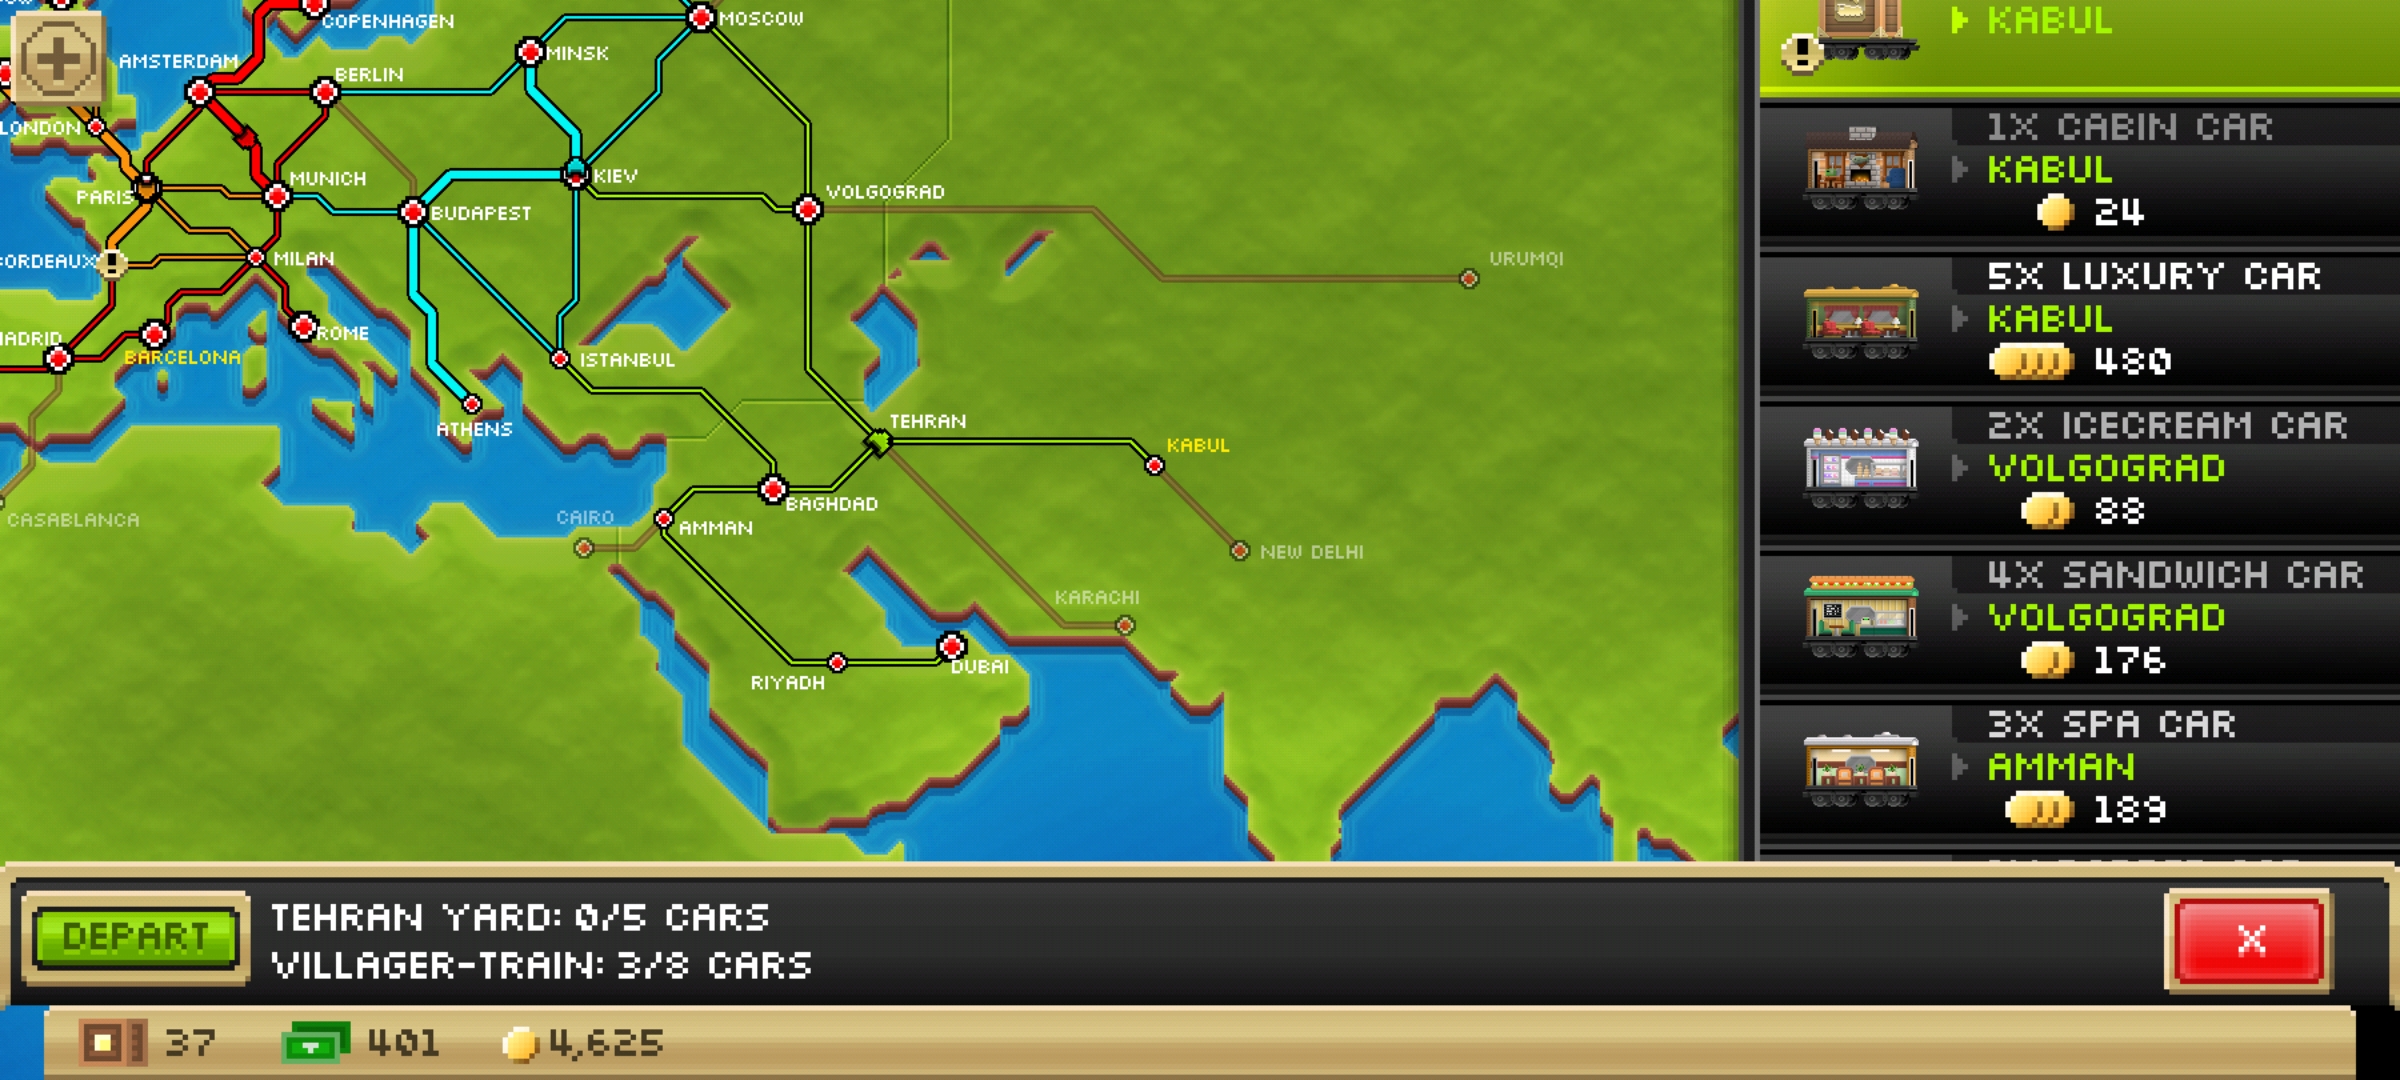 COPENHAGEN
MOSCOW
MINSK
AMSTERDAM
BERLIN
LONDON
MUNICH
KIEV
PARIS
VOLGOGRAD
BUDAPEST
MILAN
ORDEAUX
URUMQI
ROME
ADRID
BARCELONA
ISTANBUL
ATHENS
TEHRAN
KABUL
BAGHDAD
CASABLANCA
CAIRO
AMMAN
NEW DELHI
KARACHI
RIYADH
DUBAI
KABUL
1X CABIN CAR
KABUL
24
5X LUXURY CAR
KABUL
480
2X ICECREAM CAR
VOLGOGRAD
88
4X SANDWICH CAR
VOLGOGRAD
176
3X SPA CAR
AMMAN
189
DEPART
TEHRAN YARD: 0/5 CARS
VILLAGER-TRAIN: 3/8 CARS
X
37
401
4,625